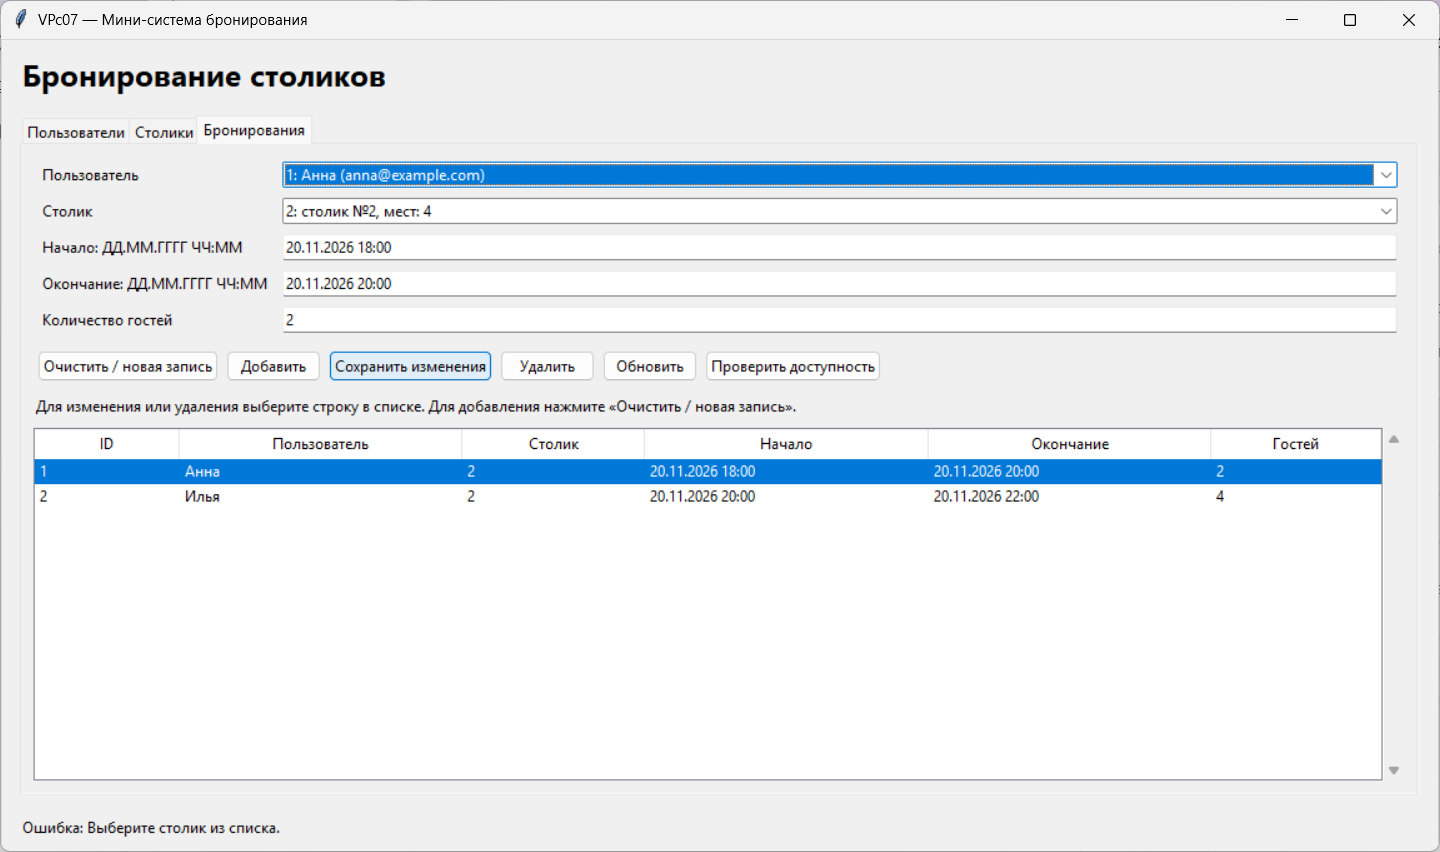 VPc07 — Мини-система бронирования
Бронирование столиков
Пользователи Столики Бронирования
Пользователь 1: Анна (anna@example.com)
Столик 2: столик №2, мест: 4
Начало: ДД.ММ.ГГГГ ЧЧ:ММ 20.11.2026 18:00
Окончание: ДД.ММ.ГГГГ ЧЧ:ММ 20.11.2026 20:00
Количество гостей 2
Очистить / новая запись Добавить Сохранить изменения Удалить Обновить Проверить доступность
Для изменения или удаления выберите строку в списке. Для добавления нажмите «Очистить / новая запись».
ID Пользователь Столик Начало Окончание Гостей
1 Анна 2 20.11.2026 18:00 20.11.2026 20:00 2
2 Илья 2 20.11.2026 20:00 20.11.2026 22:00 4
Ошибка: Выберите столик из списка.